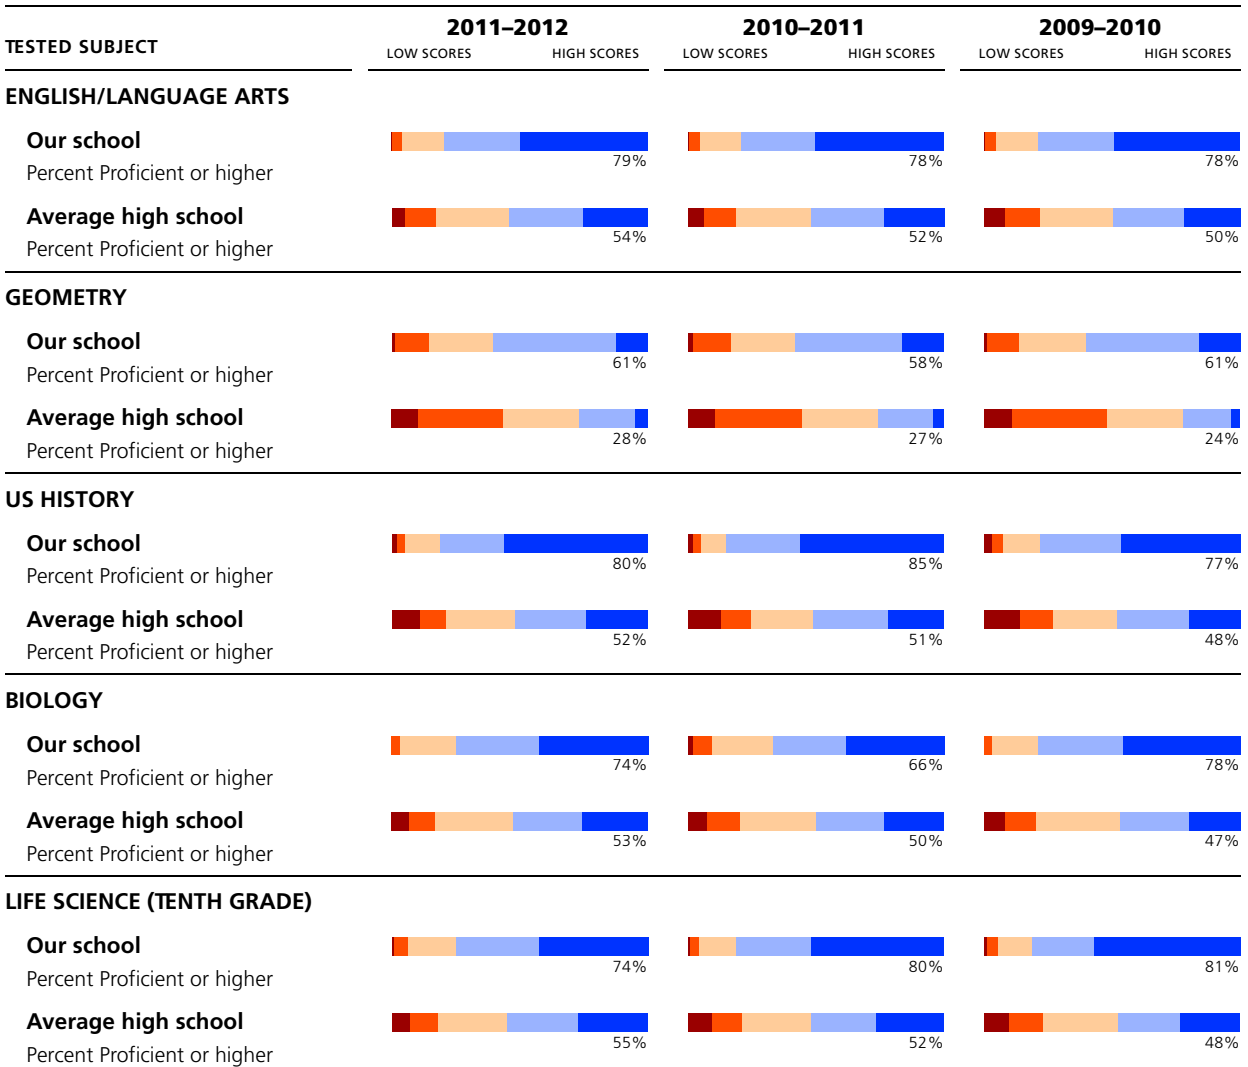 2011–2012 2010–2011 2009–2010
TESTED SUBJECT LOW SCORES HIGH SCORES LOW SCORES HIGH SCORES LOW SCORES HIGH SCORES
ENGLISH/LANGUAGE ARTS
Our school
Percent Proficient or higher 79% 78% 78%
Average high school
Percent Proficient or higher 54% 52% 50%
GEOMETRY
Our school
Percent Proficient or higher 61% 58% 61%
Average high school
Percent Proficient or higher 28% 27% 24%
US HISTORY
Our school
Percent Proficient or higher 80% 85% 77%
Average high school
Percent Proficient or higher 52% 51% 48%
BIOLOGY
Our school
Percent Proficient or higher 74% 66% 78%
Average high school
Percent Proficient or higher 53% 50% 47%
LIFE SCIENCE (TENTH GRADE)
Our school
Percent Proficient or higher 74% 80% 81%
Average high school
Percent Proficient or higher 55% 52% 48%